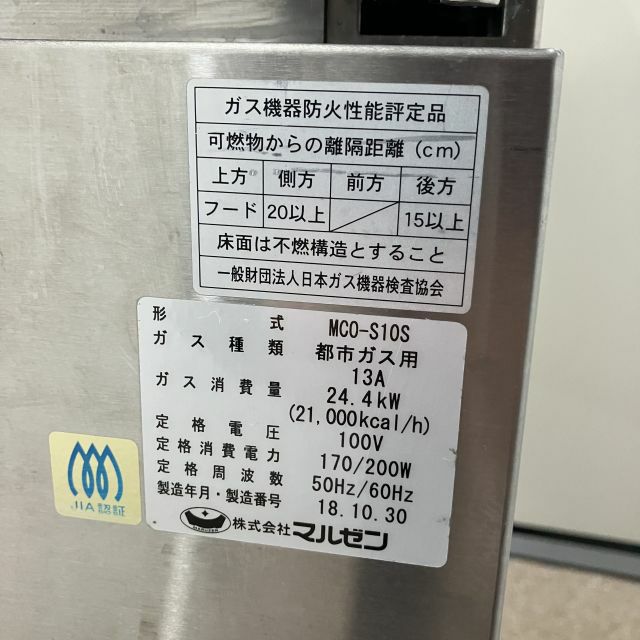 ガス機器防火性能評定品
可燃物からの離隔距離(cm)
上方 側方 前方 後方
フード 20以上 15以上
床面は不燃構造とすること
一般財団法人日本ガス機器検査協会
形式 MCO-S10S
ガス種類 都市ガス用
13A
ガス消費量 24.4kW
(21,000kcal/h)
定格電圧 100V
定格消費電力 170/200W
定格周波数 50Hz/60Hz
製造年月・製造番号 18.10.30
株式会社マルゼン
JIA認証